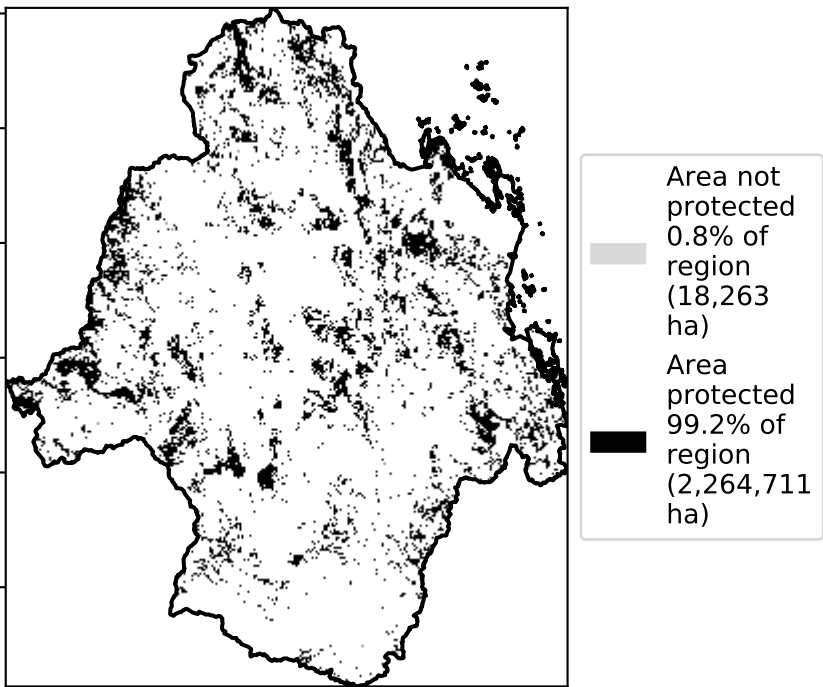 Area not
protected
0.8% of
region
(18,263
ha)
Area
protected
99.2% of
region
(2,264,711
ha)